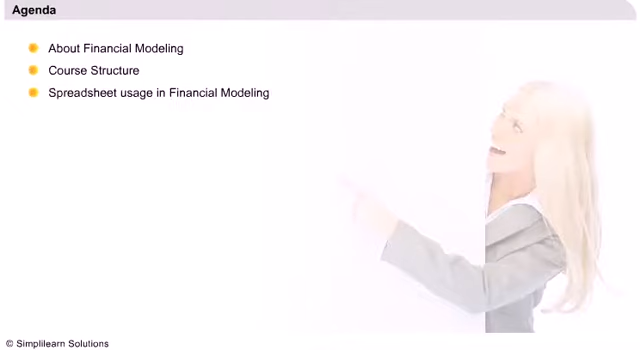 Agenda
About Financial Modeling
Course Structure
Spreadsheet usage in Financial Modeling
© Simplilearn Solutions